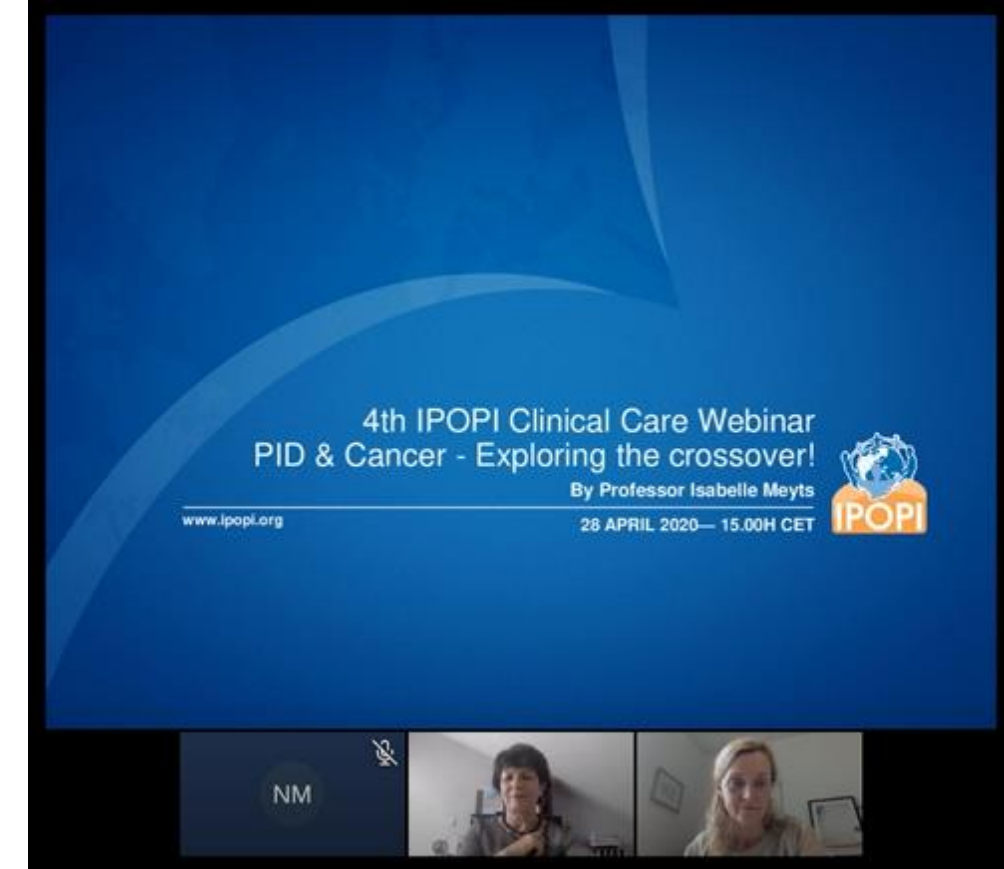 4th IPOPI Clinical Care Webinar
PID & Cancer - Exploring the crossover!
By Professor Isabelle Meyts
www.ipopi.org
28 APRIL 2020— 15.00H CET
IPOPI
NM